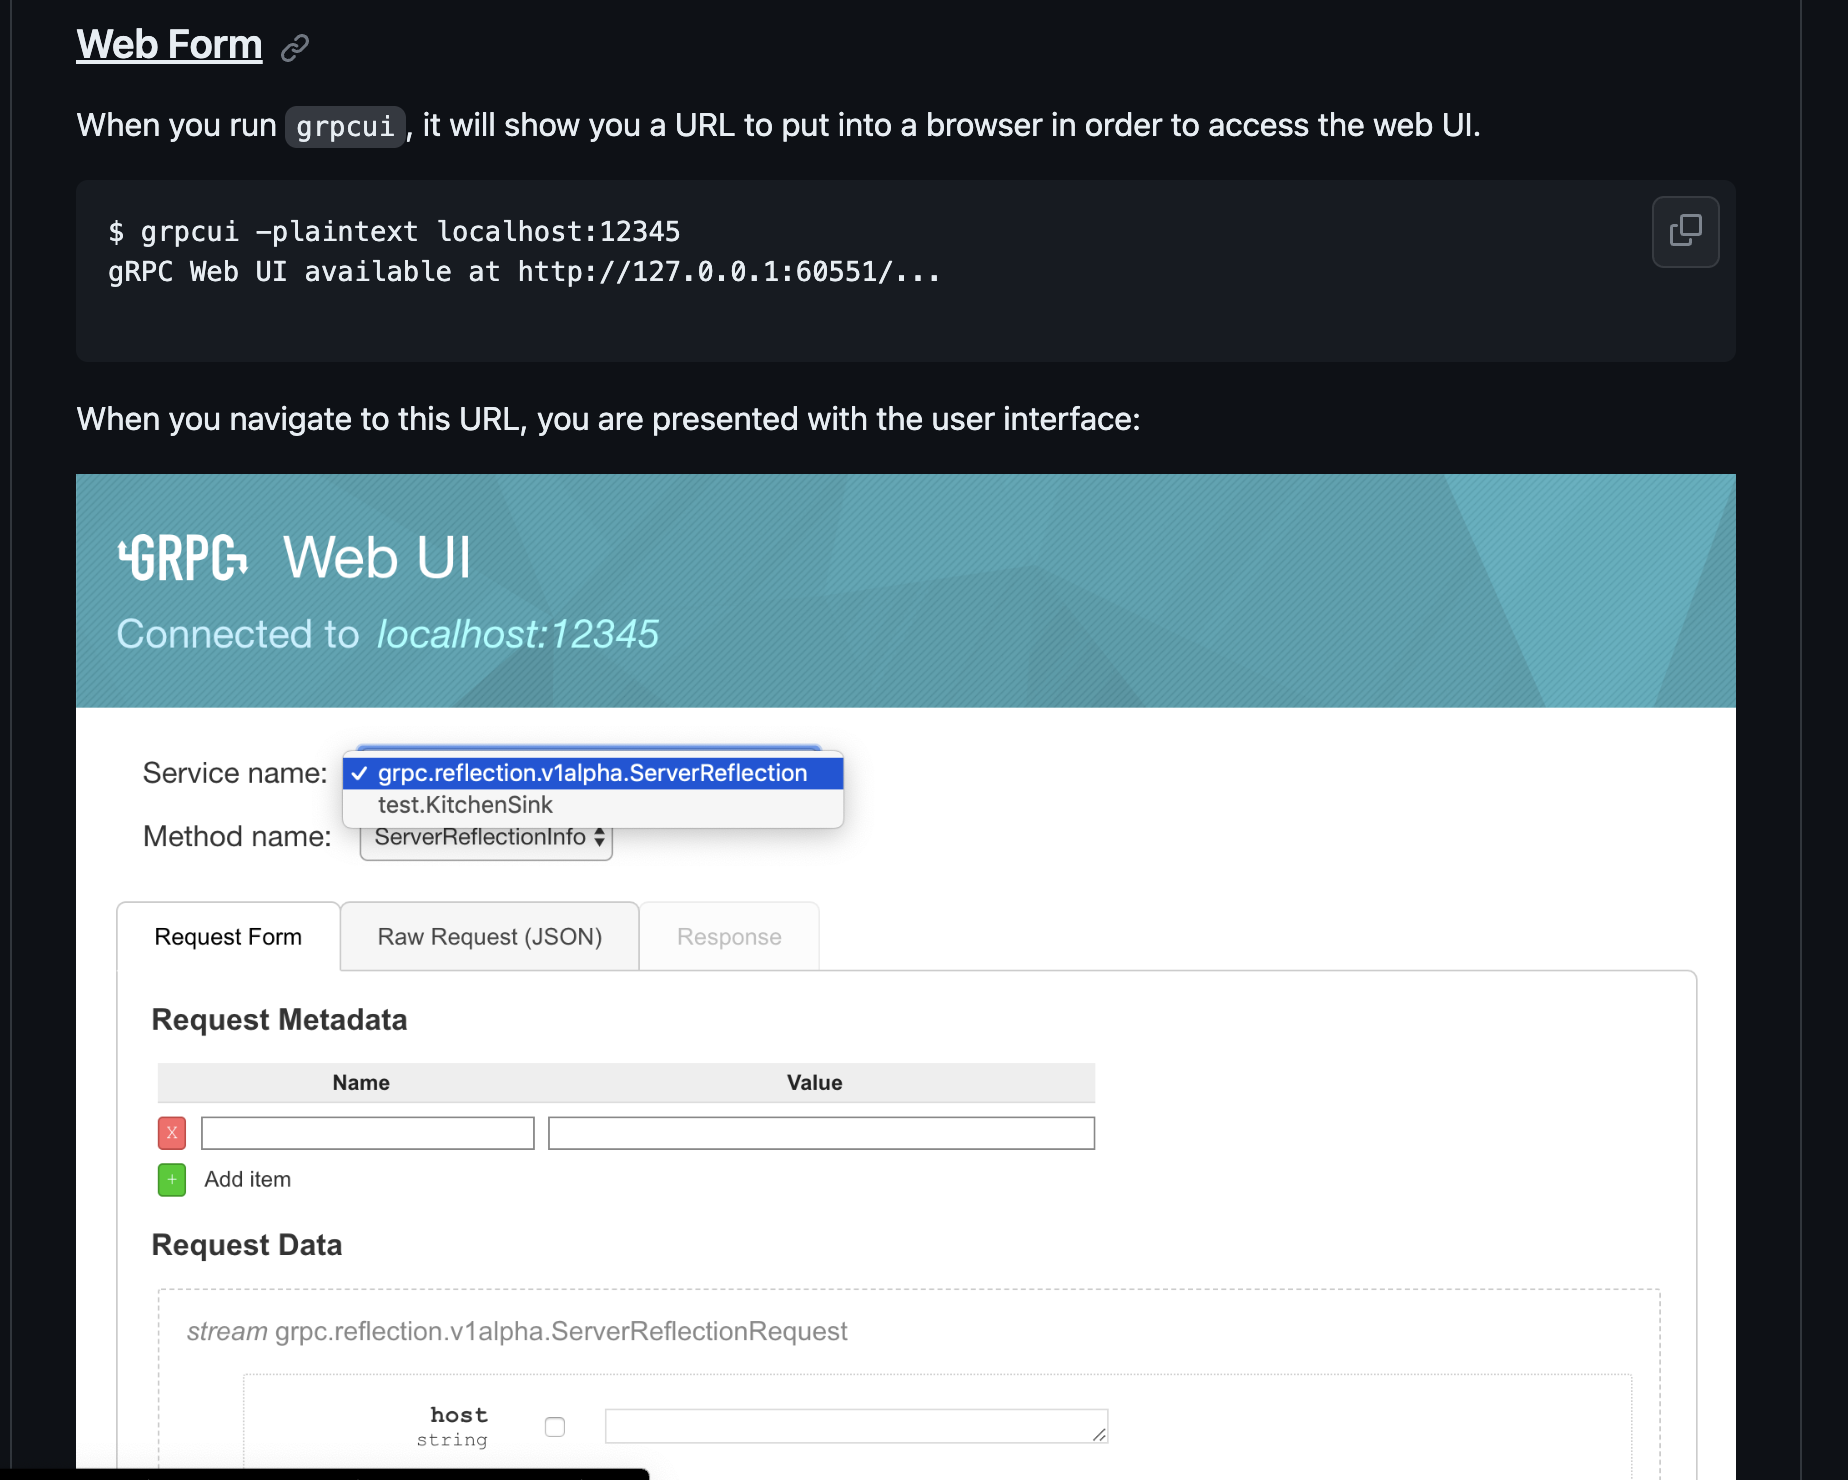 Web Form
When you run grpcui, it will show you a URL to put into a browser in order to access the web UI.
$ grpcui -plaintext localhost:12345
gRPC Web UI available at http://127.0.0.1:60551/...
When you navigate to this URL, you are presented with the user interface:
GRPC Web UI
Connected to localhost:12345
Service name: ✓ grpc.reflection.v1alpha.ServerReflection
test.KitchenSink
Method name: ServerReflectionInfo
Request Form Raw Request (JSON) Response
Request Metadata
Name Value
X
+ Add item
Request Data
stream grpc.reflection.v1alpha.ServerReflectionRequest
host
string